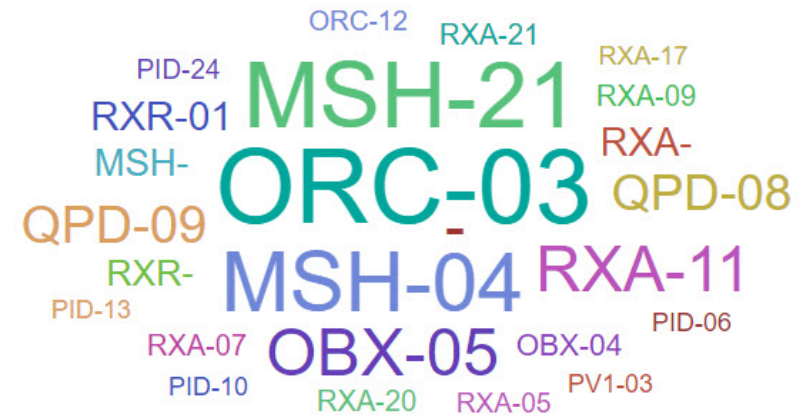 ORC-12
RXA-21
RXA-17
PID-24
MSH-21
RXA-09
RXR-01
RXA-
MSH-
ORC-03
QPD-08
QPD-09
-
RXA-11
RXR-
MSH-04
PID-13
PID-06
RXA-07
OBX-05
OBX-04
PID-10
PV1-03
RXA-20
RXA-05